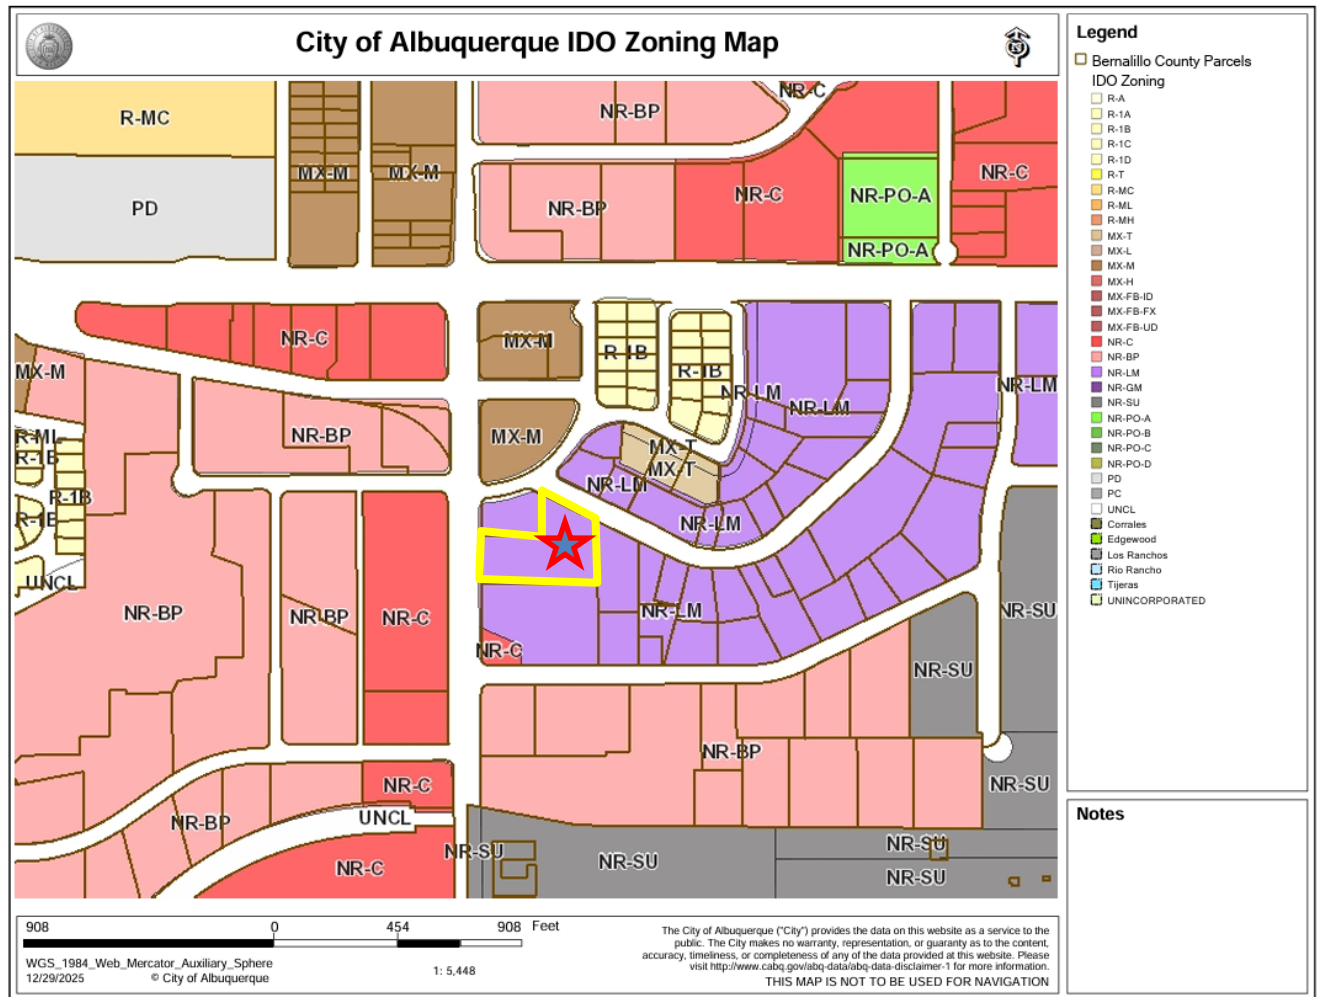 City of Albuquerque IDO Zoning Map
Legend
Bernalillo County Parcels
IDO Zoning
R-A
R-1A
R-1B
R-1C
R-1D
R-T
R-MC
R-ML
R-MH
MX-T
MX-L
MX-M
MX-H
MX-FB-ID
MX-FB-FX
MX-FB-UD
NR-C
NR-BP
NR-LM
NR-GM
NR-SU
NR-PO-A
NR-PO-B
NR-PO-C
NR-PO-D
PD
PC
UNCL
Corrales
Edgewood
Los Ranchos
Rio Rancho
Tijeras
UNINCORPORATED
Notes
NR-C
R-MC
NR-BP
MX-M
MX-M
NR-C
NR-C
NR-PO-A
PD
NR-BP
NR-PO-A
NR-C
MX-M
R-1B
R-1B
MX-M
NR-LM
NR-LM
NR-LM
R-ML
NR-BP
MX-M
MX-T
R-1B
MX-T
NR-LM
R-1B
R-1B
NR-LM
UNCL
NR-BP
NR-BP
NR-C
NR-LM
NR-SU
NR-C
NR-SU
NR-BP
NR-C
NR-SU
NR-BP
UNCL
NR-SU
NR-SU
NR-C
NR-SU
NR-SU
908 0 454 908 Feet
WGS_1984_Web_Mercator_Auxiliary_Sphere
12/29/2025 © City of Albuquerque
1: 5,448
The City of Albuquerque ("City") provides the data on this website as a service to the
public. The City makes no warranty, representation, or guaranty as to the content,
accuracy, timeliness, or completeness of any of the data provided at this website. Please
visit http://www.cabq.gov/abq-data/abq-data-disclaimer-1 for more information.
THIS MAP IS NOT TO BE USED FOR NAVIGATION